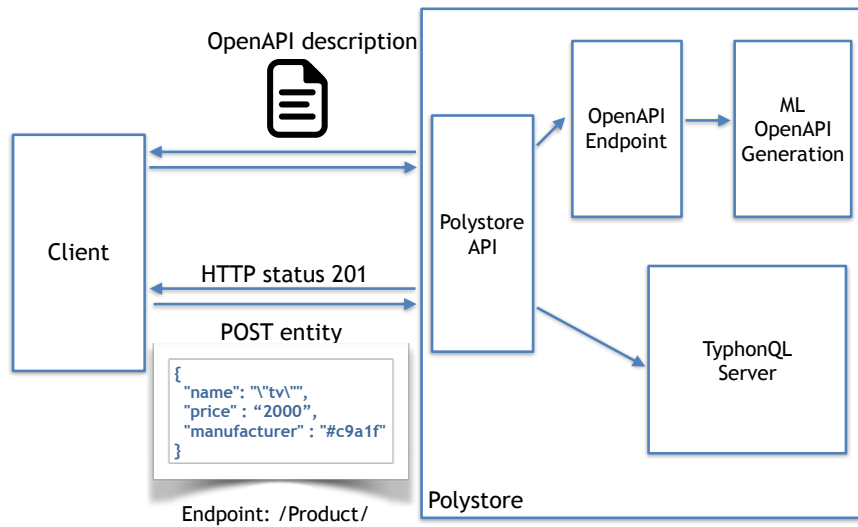 OpenAPI description
OpenAPI
Endpoint
ML
OpenAPI
Generation
Client
Polystore
API
HTTP status 201
POST entity
{
"name": "\"tv\"",
"price" : “2000”,
"manufacturer" : "#c9a1f"
}
TyphonQL
Server
Endpoint: /Product/
Polystore